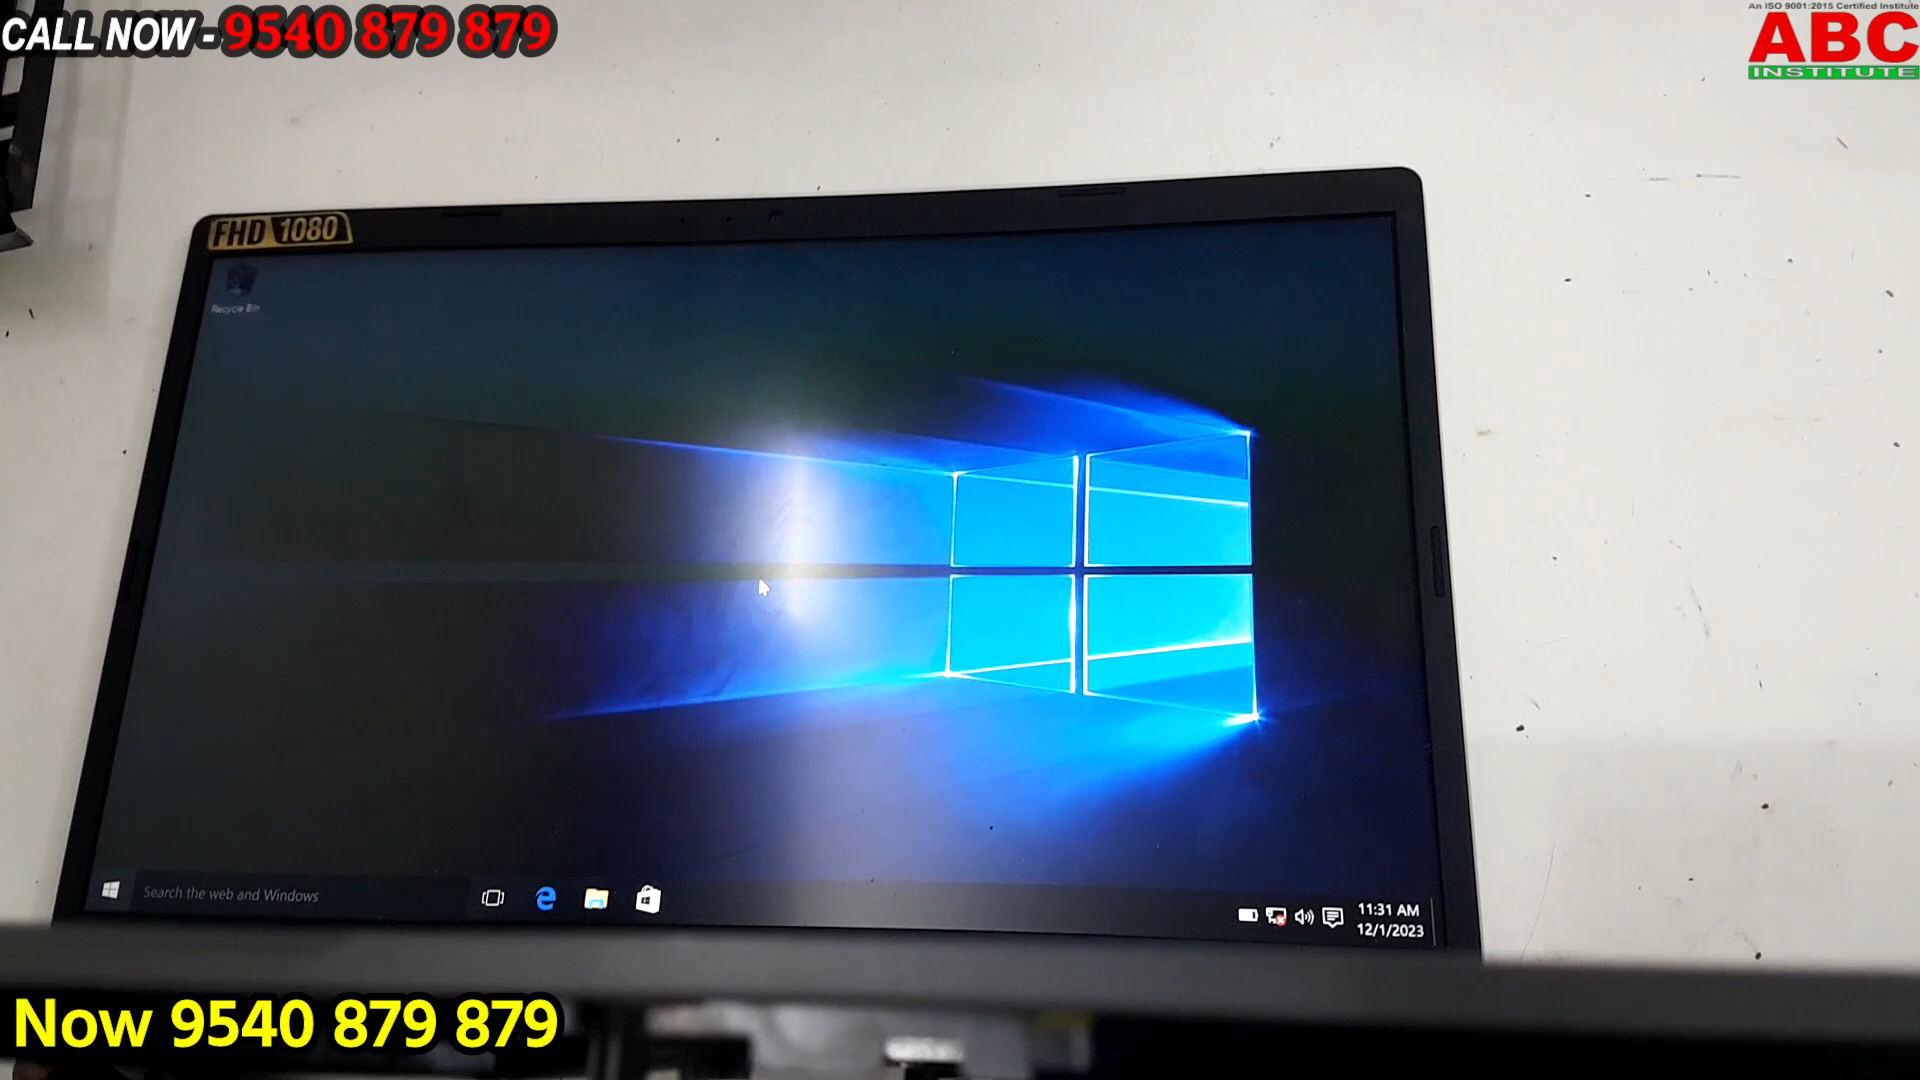 CALL NOW - 9540 879 879
An ISO 9001:2015 Certified Institute
ABC
INSTITUTE
FHD 1080
Recycle Bin
Search the web and Windows
11:31 AM
12/1/2023
Now 9540 879 879